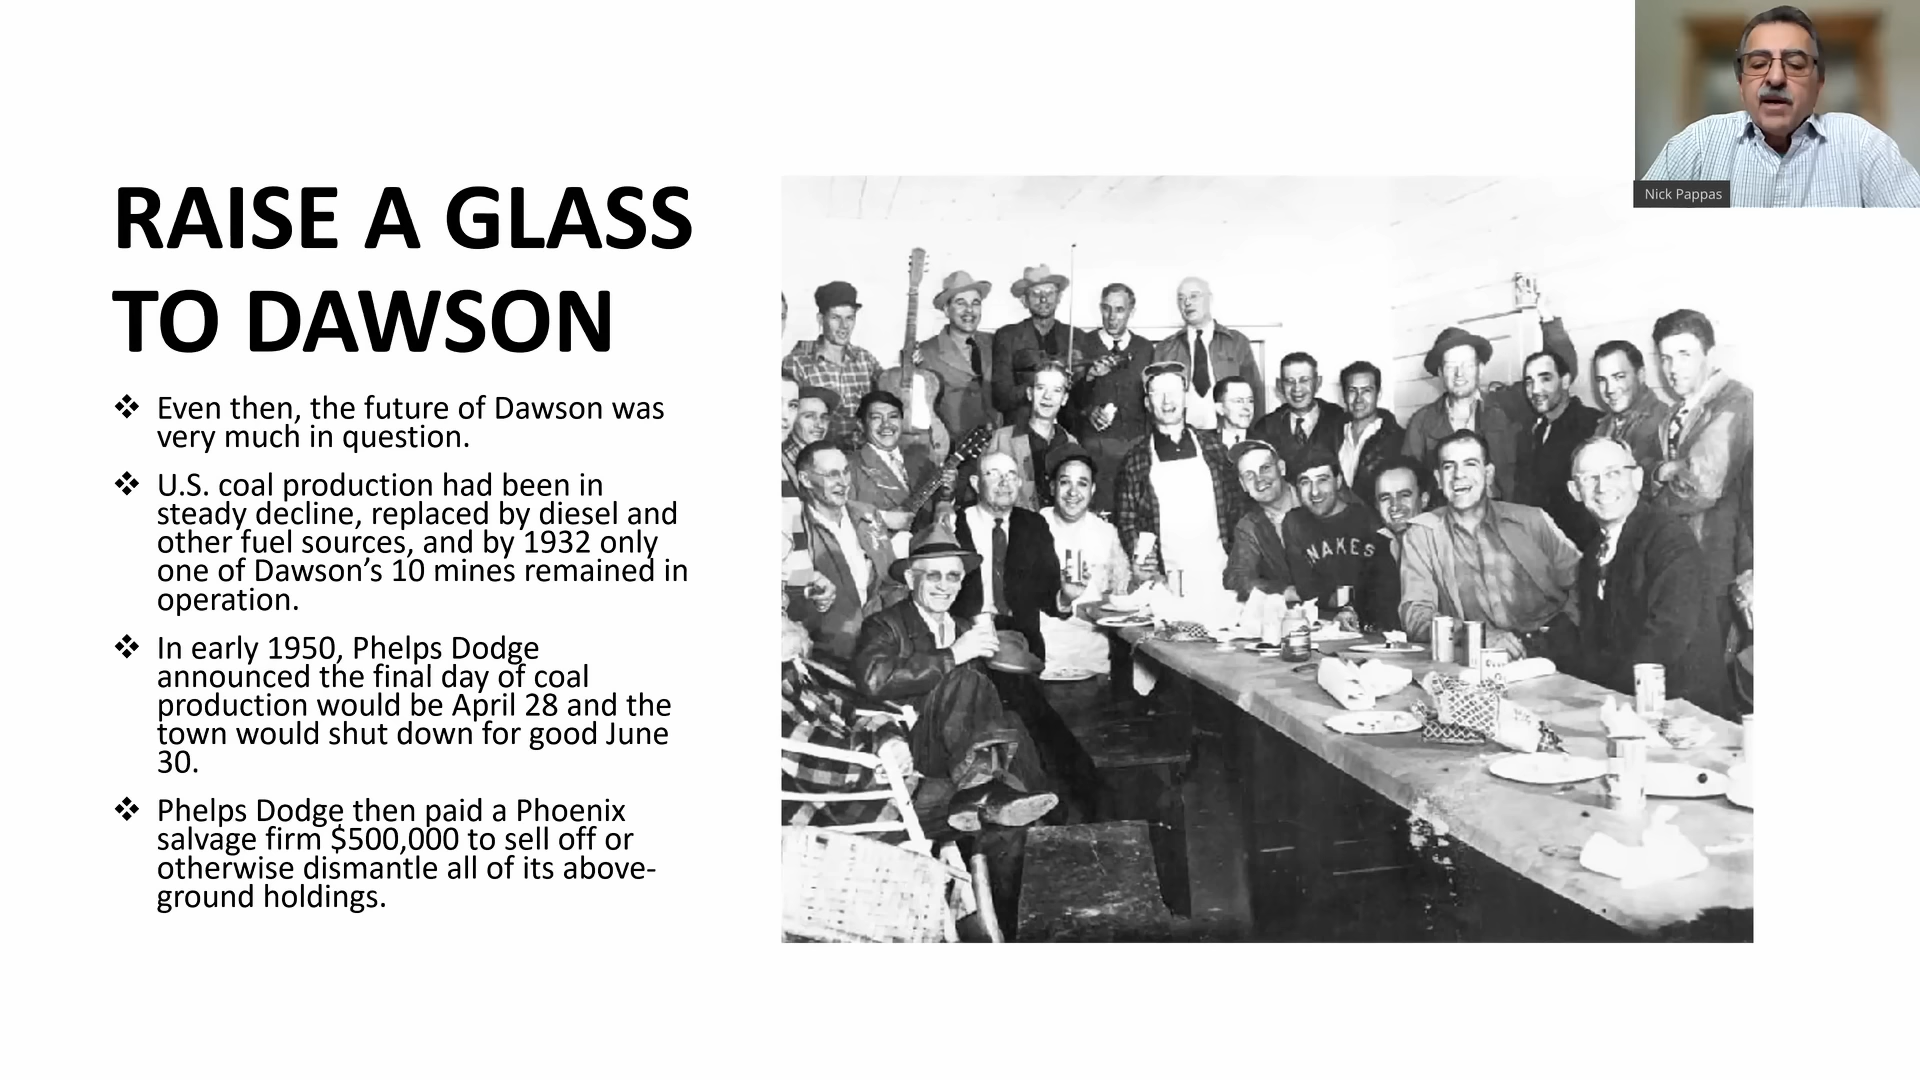 RAISE A GLASS
TO DAWSON
❖ Even then, the future of Dawson was
very much in question.
❖ U.S. coal production had been in
steady decline, replaced by diesel and
other fuel sources, and by 1932 only
one of Dawson’s 10 mines remained in
operation.
❖ In early 1950, Phelps Dodge
announced the final day of coal
production would be April 28 and the
town would shut down for good June
30.
❖ Phelps Dodge then paid a Phoenix
salvage firm $500,000 to sell off or
otherwise dismantle all of its above-
ground holdings.
NAKES
Nick Pappas